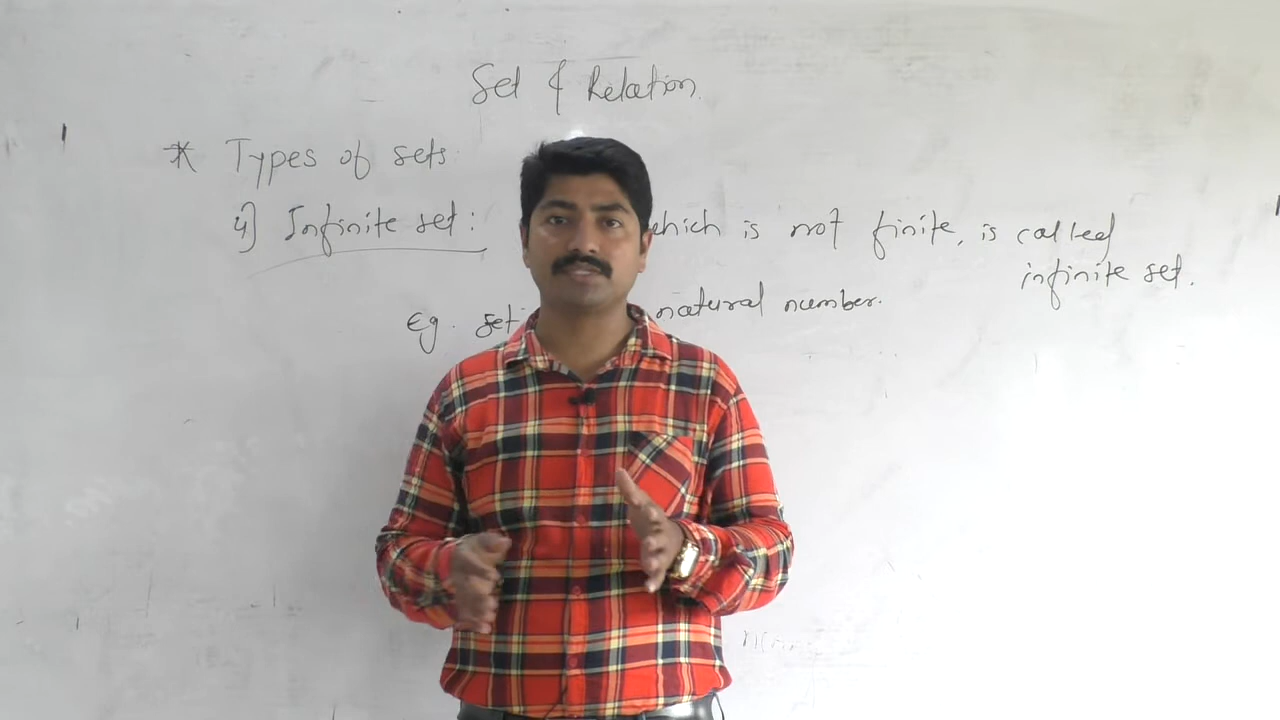 Set & Relation.
* Types of sets.
4) Infinite set : which is not finite, is called
infinite set.
Eg. set natural number.